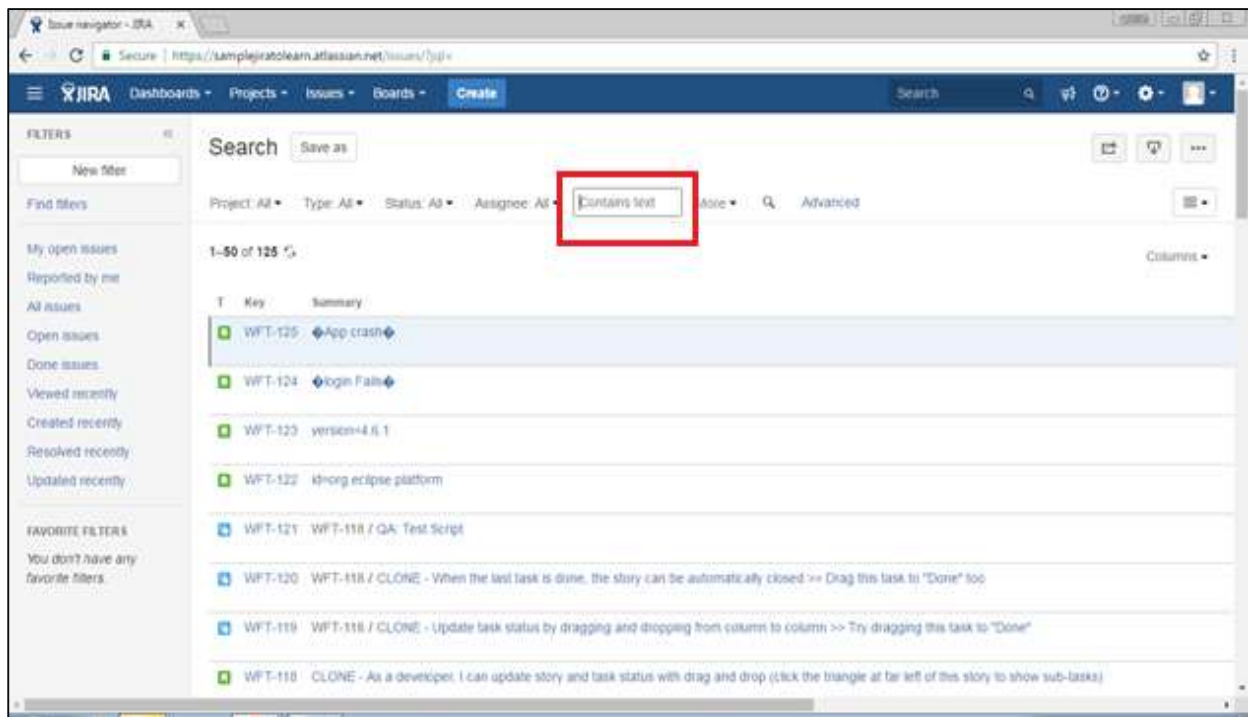 Issue navigator - JIRA
Secure | https://samplejiratolearn.atlassian.net/issues/?jql=
JIRA Dashboards Projects Issues Boards Create Search
FILTERS
New filter
Find filters
My open issues
Reported by me
All issues
Open issues
Done issues
Viewed recently
Created recently
Resolved recently
Updated recently
FAVORITE FILTERS
You don't have any
favorite filters.
Search Save as
Project: All Type: All Status: All Assignee: All Contains text More Advanced
1–50 of 125
Columns
T Key Summary
WFT-125 �App crash�
WFT-124 �login Fails�
WFT-123 version=4.6.1
WFT-122 id=org.eclipse.platform
WFT-121 WFT-118 / QA: Test Script
WFT-120 WFT-118 / CLONE - When the last task is done, the story can be automatically closed >> Drag this task to "Done" too
WFT-119 WFT-118 / CLONE - Update task status by dragging and dropping from column to column >> Try dragging this task to "Done"
WFT-118 CLONE - As a developer, I can update story and task status with drag and drop (click the triangle at far left of this story to show sub-tasks)